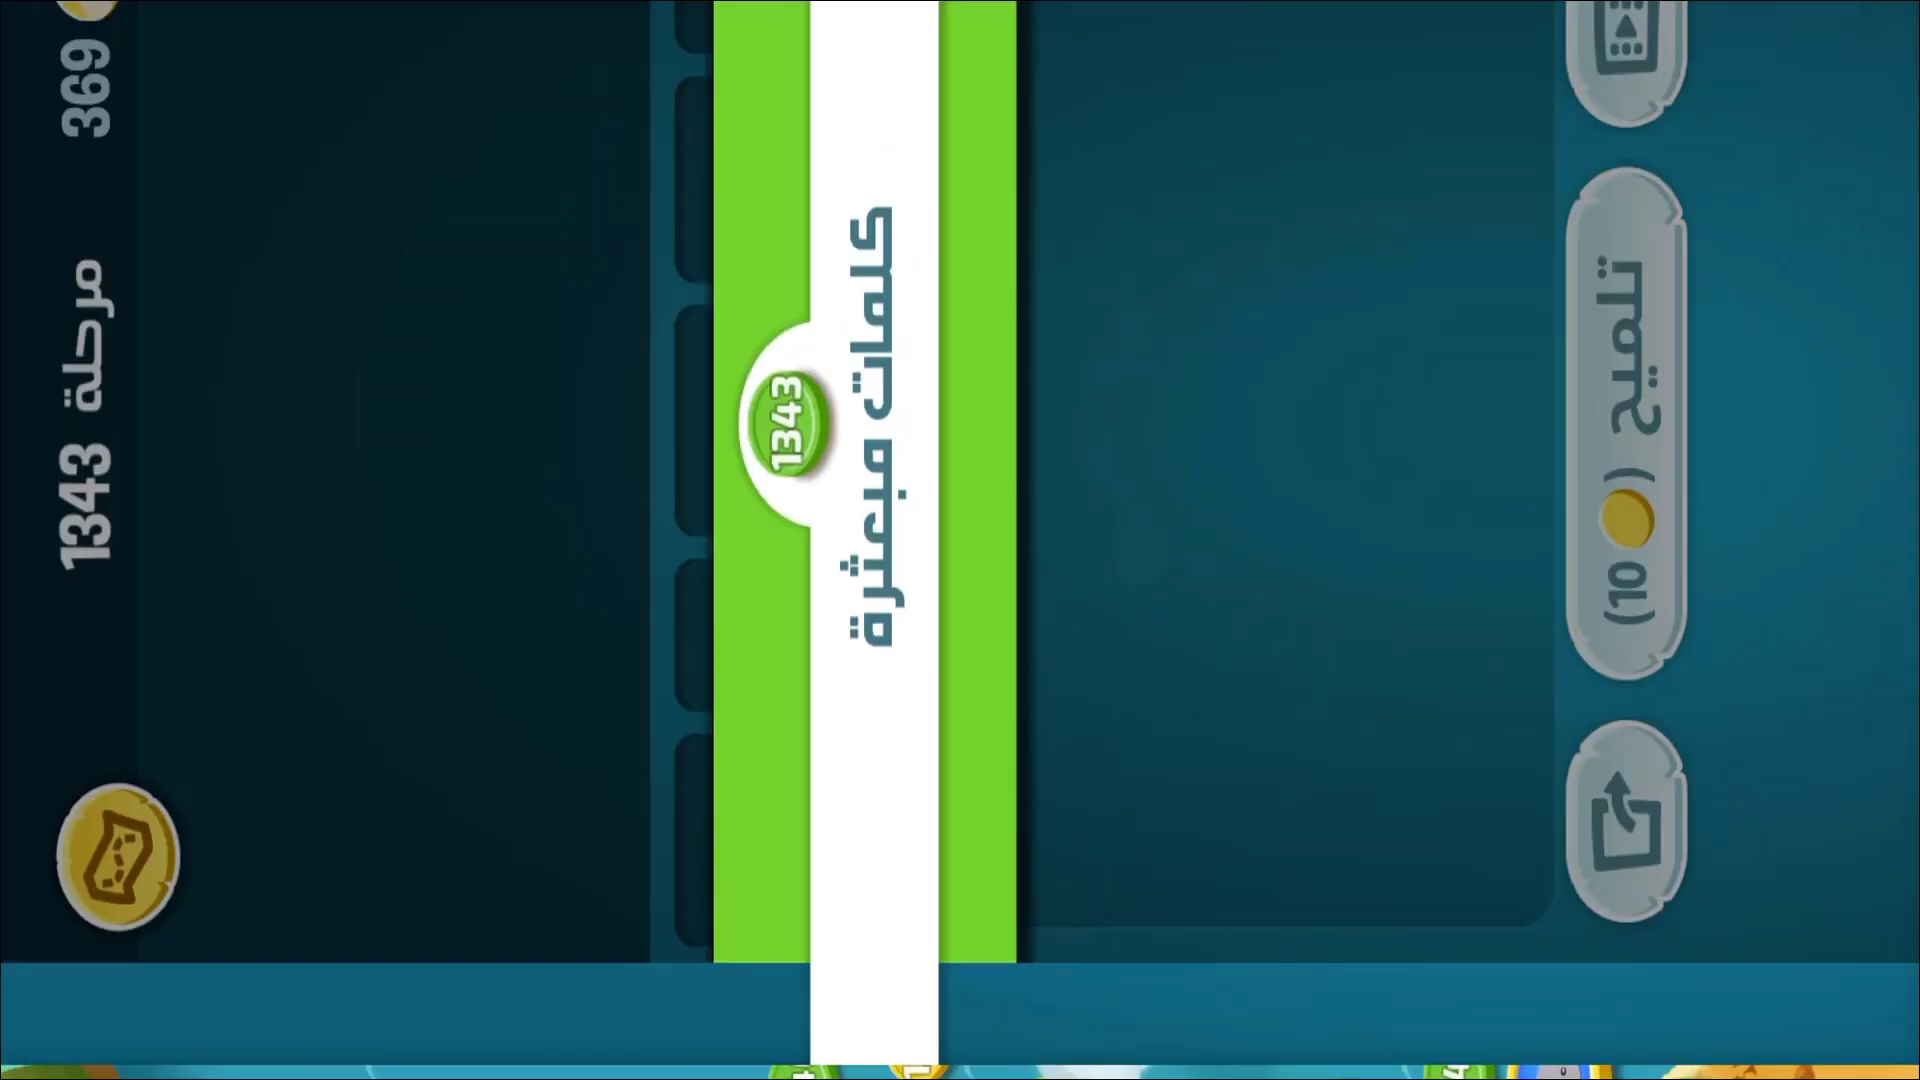 369
مرحلة 1343
1343
كلمات مبعثرة
تلميح (10)